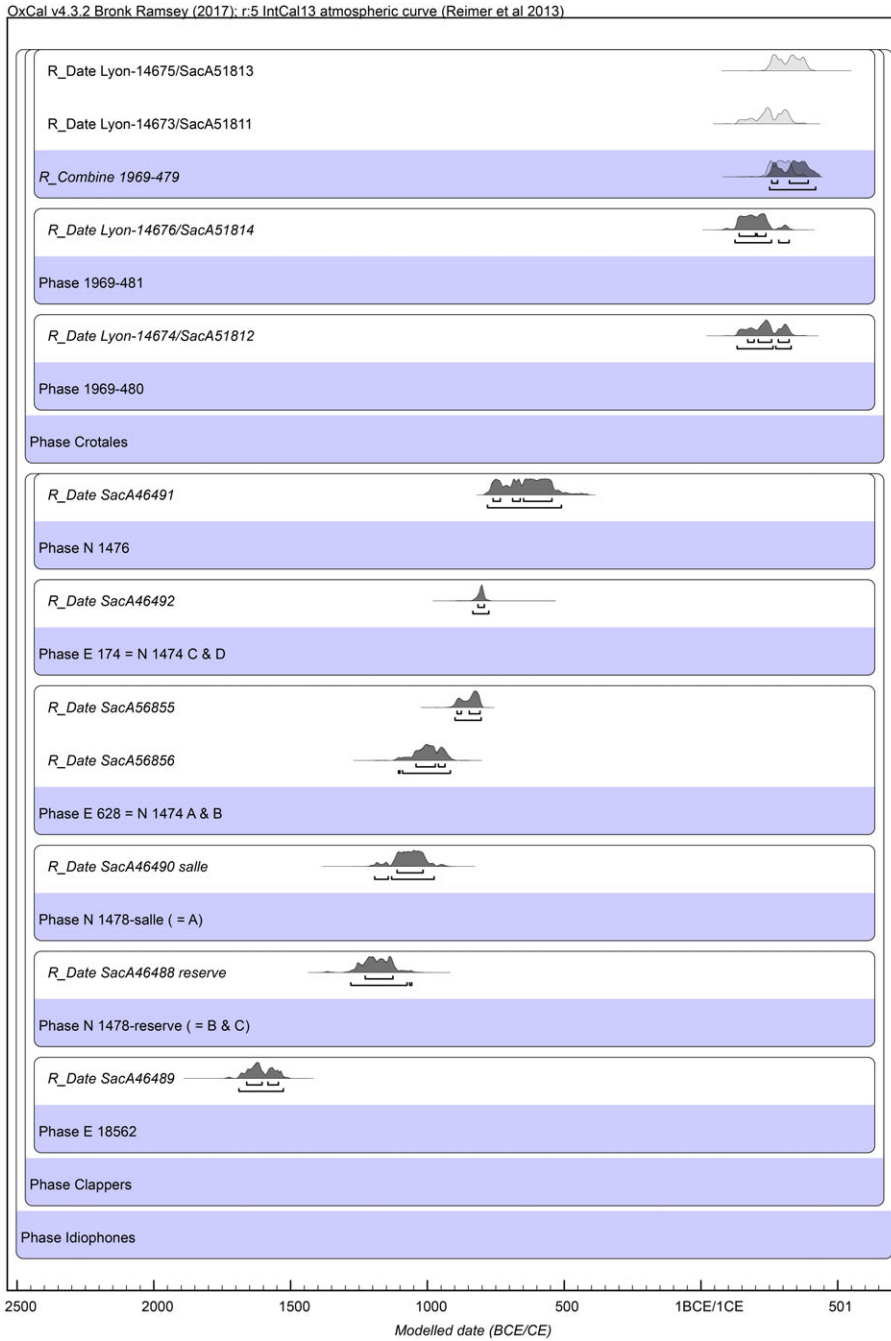 OxCal v4.3.2 Bronk Ramsey (2017); r:5 IntCal13 atmospheric curve (Reimer et al 2013)
R_Date Lyon-14675/SacA51813
R_Date Lyon-14673/SacA51811
R_Combine 1969-479
R_Date Lyon-14676/SacA51814
Phase 1969-481
R_Date Lyon-14674/SacA51812
Phase 1969-480
Phase Crotales
R_Date SacA46491
Phase N 1476
R_Date SacA46492
Phase E 174 = N 1474 C & D
R_Date SacA56855
R_Date SacA56856
Phase E 628 = N 1474 A & B
R_Date SacA46490 salle
Phase N 1478-salle ( = A)
R_Date SacA46488 reserve
Phase N 1478-reserve ( = B & C)
R_Date SacA46489
Phase E 18562
Phase Clappers
Phase Idiophones
2500 2000 1500 1000 500 1BCE/1CE 501
Modelled date (BCE/CE)